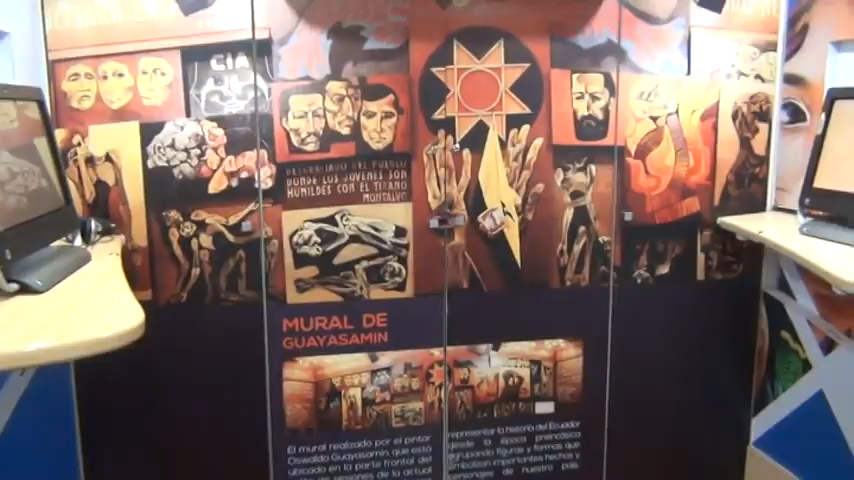 CIA
DESGRACIADO DEL PUEBLO
DONDE LOS JOVENES SON
HUMILDES CON EL TIRANO
MONTALVO
MURAL DE
GUAYASAMIN
El mural realizado por el pintor
Oswaldo Guayasamin, que está
ubicado en la parte frontal del
representar la historia del Ecuador
desde la época
agrupando figuras y formas que
simbolizan importantes hechos y
personajes de nuestro país.